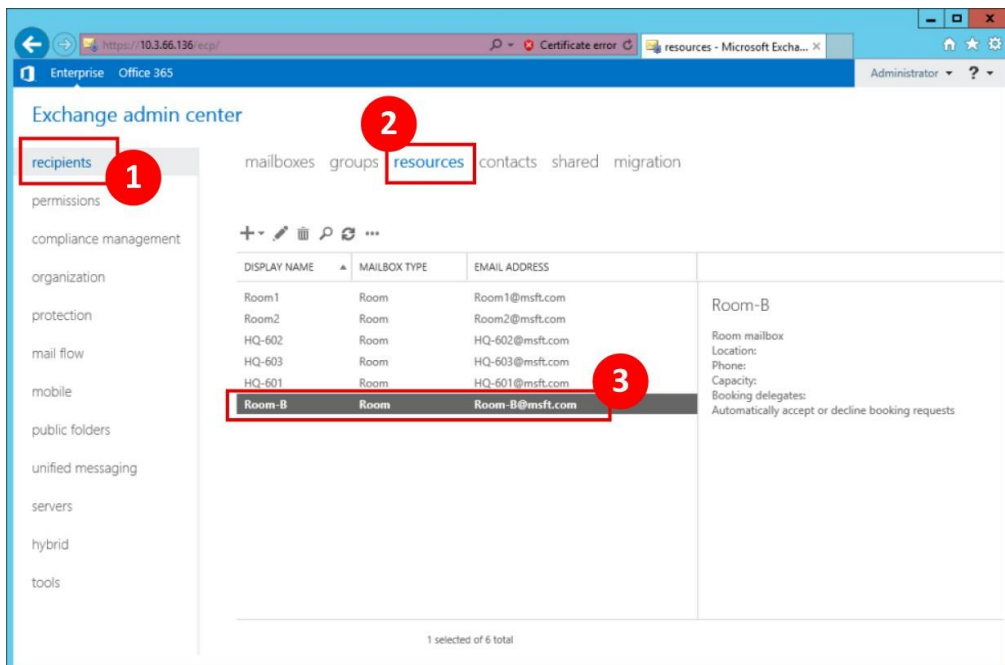 https://10.3.66.136/ecp/
Certificate error
resources - Microsoft Excha...
Enterprise Office 365
Administrator ?
Exchange admin center
2
recipients
1
mailboxes groups resources contacts shared migration
permissions
compliance management
organization
protection
mail flow
mobile
public folders
unified messaging
servers
hybrid
tools
DISPLAY NAME MAILBOX TYPE EMAIL ADDRESS
Room1 Room Room1@msft.com
Room2 Room Room2@msft.com
HQ-602 Room HQ-602@msft.com
HQ-603 Room HQ-603@msft.com
HQ-601 Room HQ-601@msft.com
3
Room-B Room Room-B@msft.com
Room-B
Room mailbox
Location:
Phone:
Capacity:
Booking delegates:
Automatically accept or decline booking requests
1 selected of 6 total